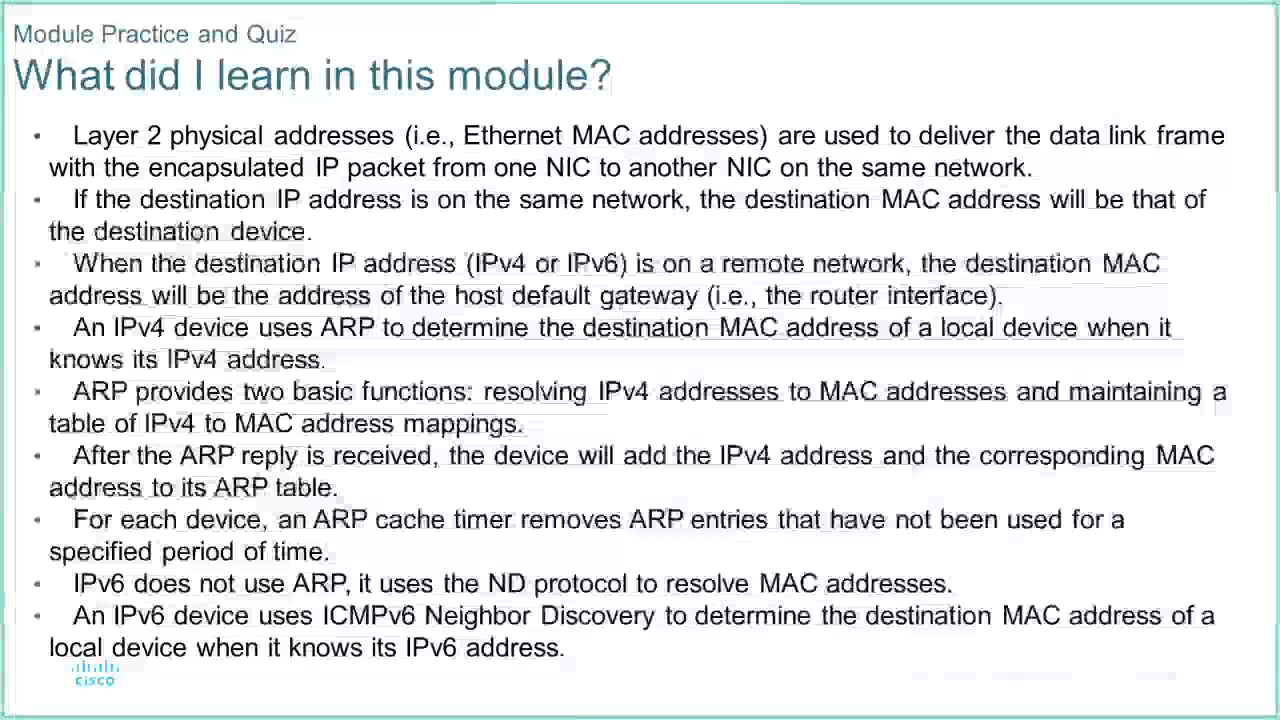 Module Practice and Quiz
What did I learn in this module?
• Layer 2 physical addresses (i.e., Ethernet MAC addresses) are used to deliver the data link frame
with the encapsulated IP packet from one NIC to another NIC on the same network.
• If the destination IP address is on the same network, the destination MAC address will be that of
the destination device.
• When the destination IP address (IPv4 or IPv6) is on a remote network, the destination MAC
address will be the address of the host default gateway (i.e., the router interface).
• An IPv4 device uses ARP to determine the destination MAC address of a local device when it
knows its IPv4 address.
• ARP provides two basic functions: resolving IPv4 addresses to MAC addresses and maintaining a
table of IPv4 to MAC address mappings.
• After the ARP reply is received, the device will add the IPv4 address and the corresponding MAC
address to its ARP table.
• For each device, an ARP cache timer removes ARP entries that have not been used for a
specified period of time.
• IPv6 does not use ARP, it uses the ND protocol to resolve MAC addresses.
• An IPv6 device uses ICMPv6 Neighbor Discovery to determine the destination MAC address of a
local device when it knows its IPv6 address.
cisco